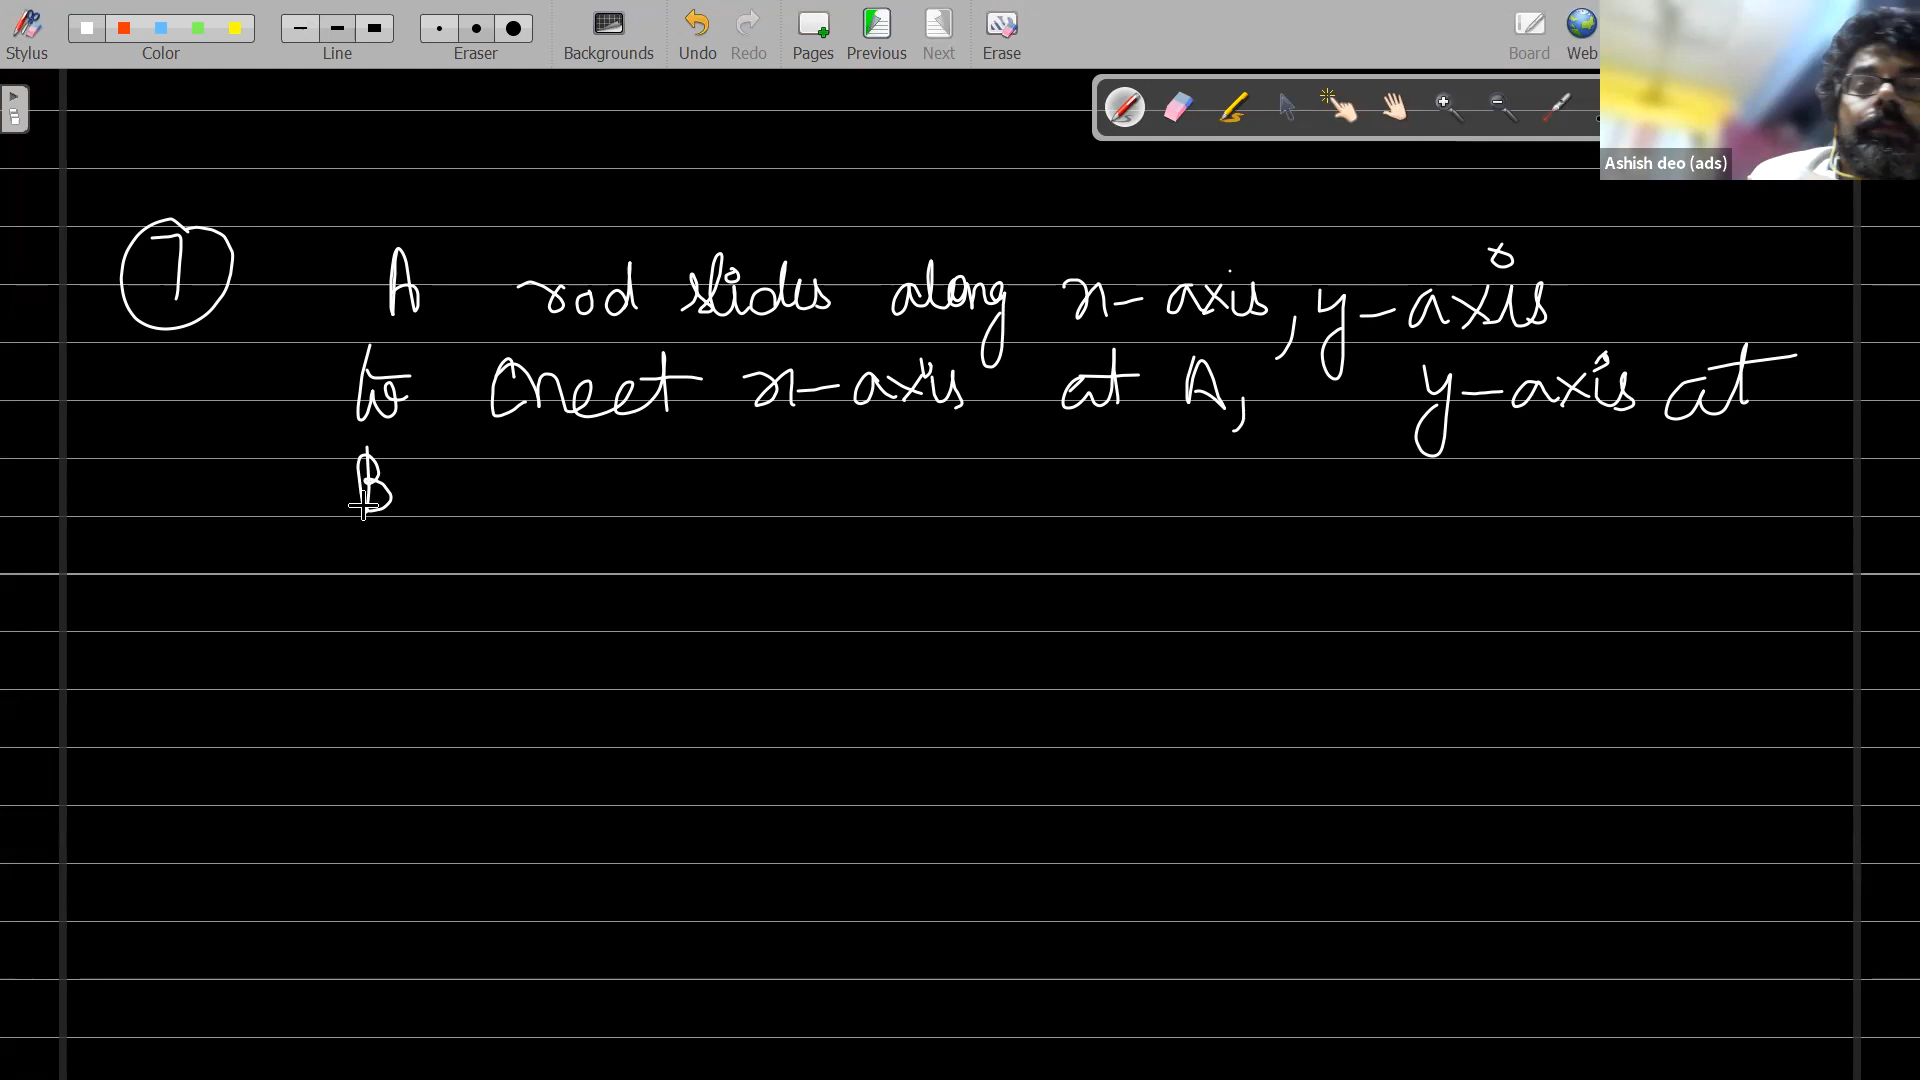 Stylus Color Line Eraser Backgrounds Undo Redo Pages Previous Next Erase Board Web
Ashish deo (ads)
7 A rod slides along x-axis, y-axis
to meet x-axis at A, y-axis at
B